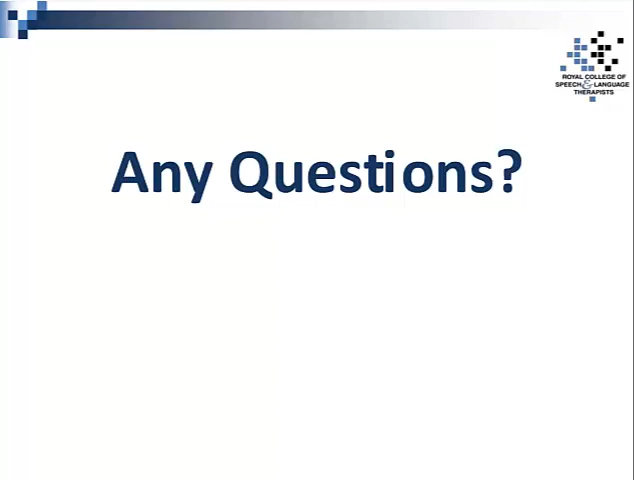 ROYAL COLLEGE OF
SPEECH & LANGUAGE
THERAPISTS
Any Questions?